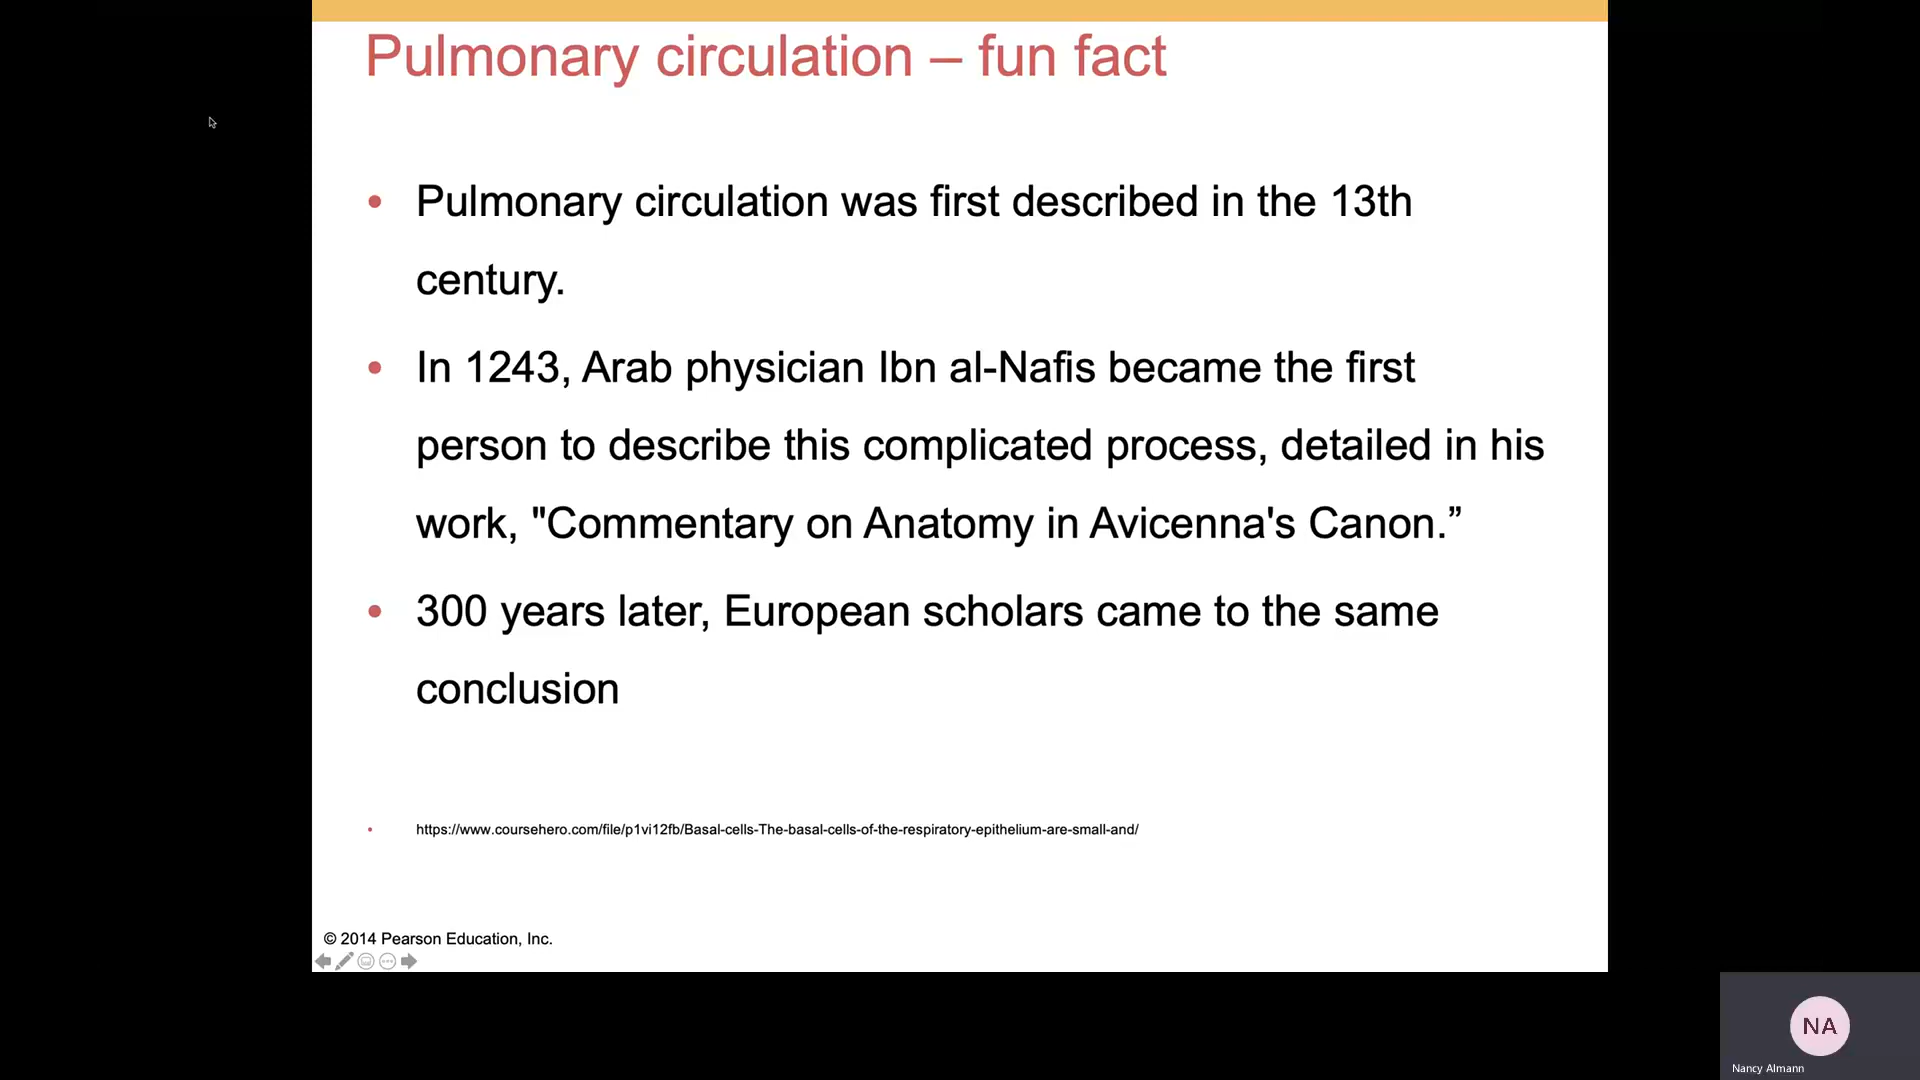 Pulmonary circulation – fun fact
• Pulmonary circulation was first described in the 13th
century.
• In 1243, Arab physician Ibn al-Nafis became the first
person to describe this complicated process, detailed in his
work, "Commentary on Anatomy in Avicenna's Canon.”
• 300 years later, European scholars came to the same
conclusion
• https://www.coursehero.com/file/p1vi12fb/Basal-cells-The-basal-cells-of-the-respiratory-epithelium-are-small-and/
© 2014 Pearson Education, Inc.
NA
Nancy Almann